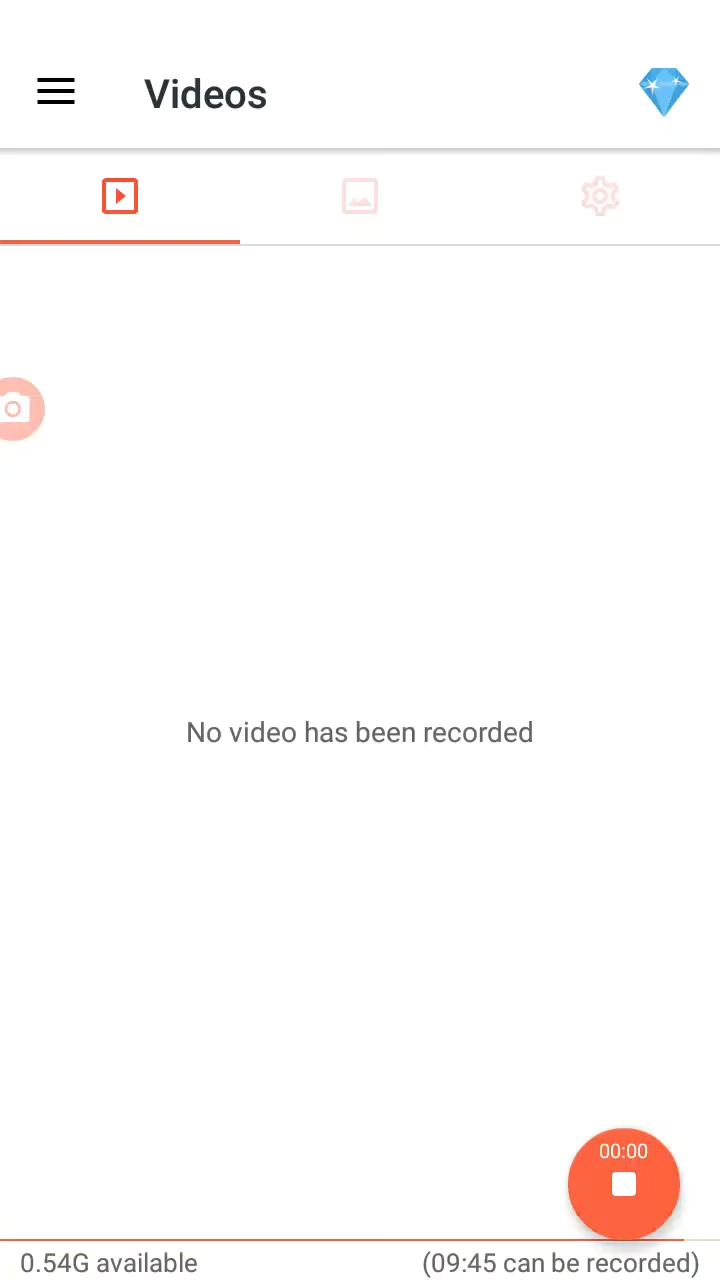 Videos
No video has been recorded
00:00
0.54G available
(09:45 can be recorded)